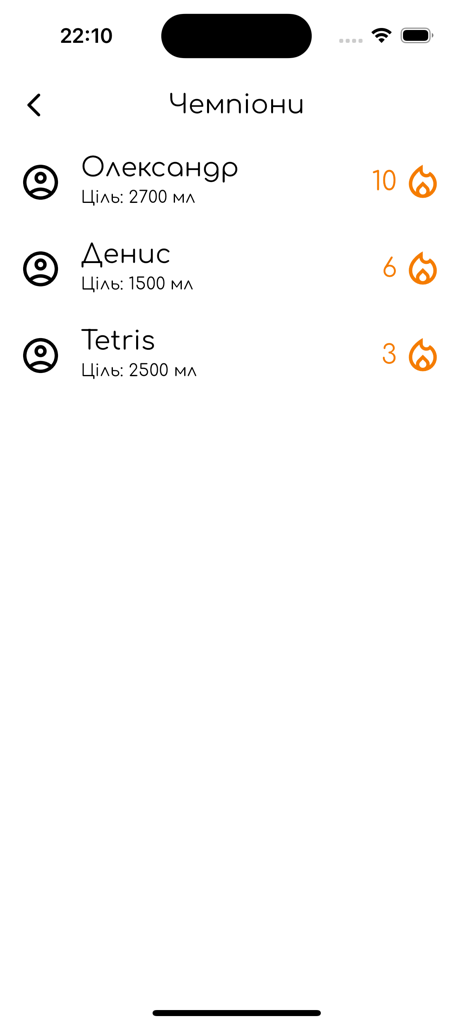 22:10
Чемпіони
Олександр
10
Ціль: 2700 мл
Денис
6
Ціль: 1500 мл
Tetris
3
Ціль: 2500 мл